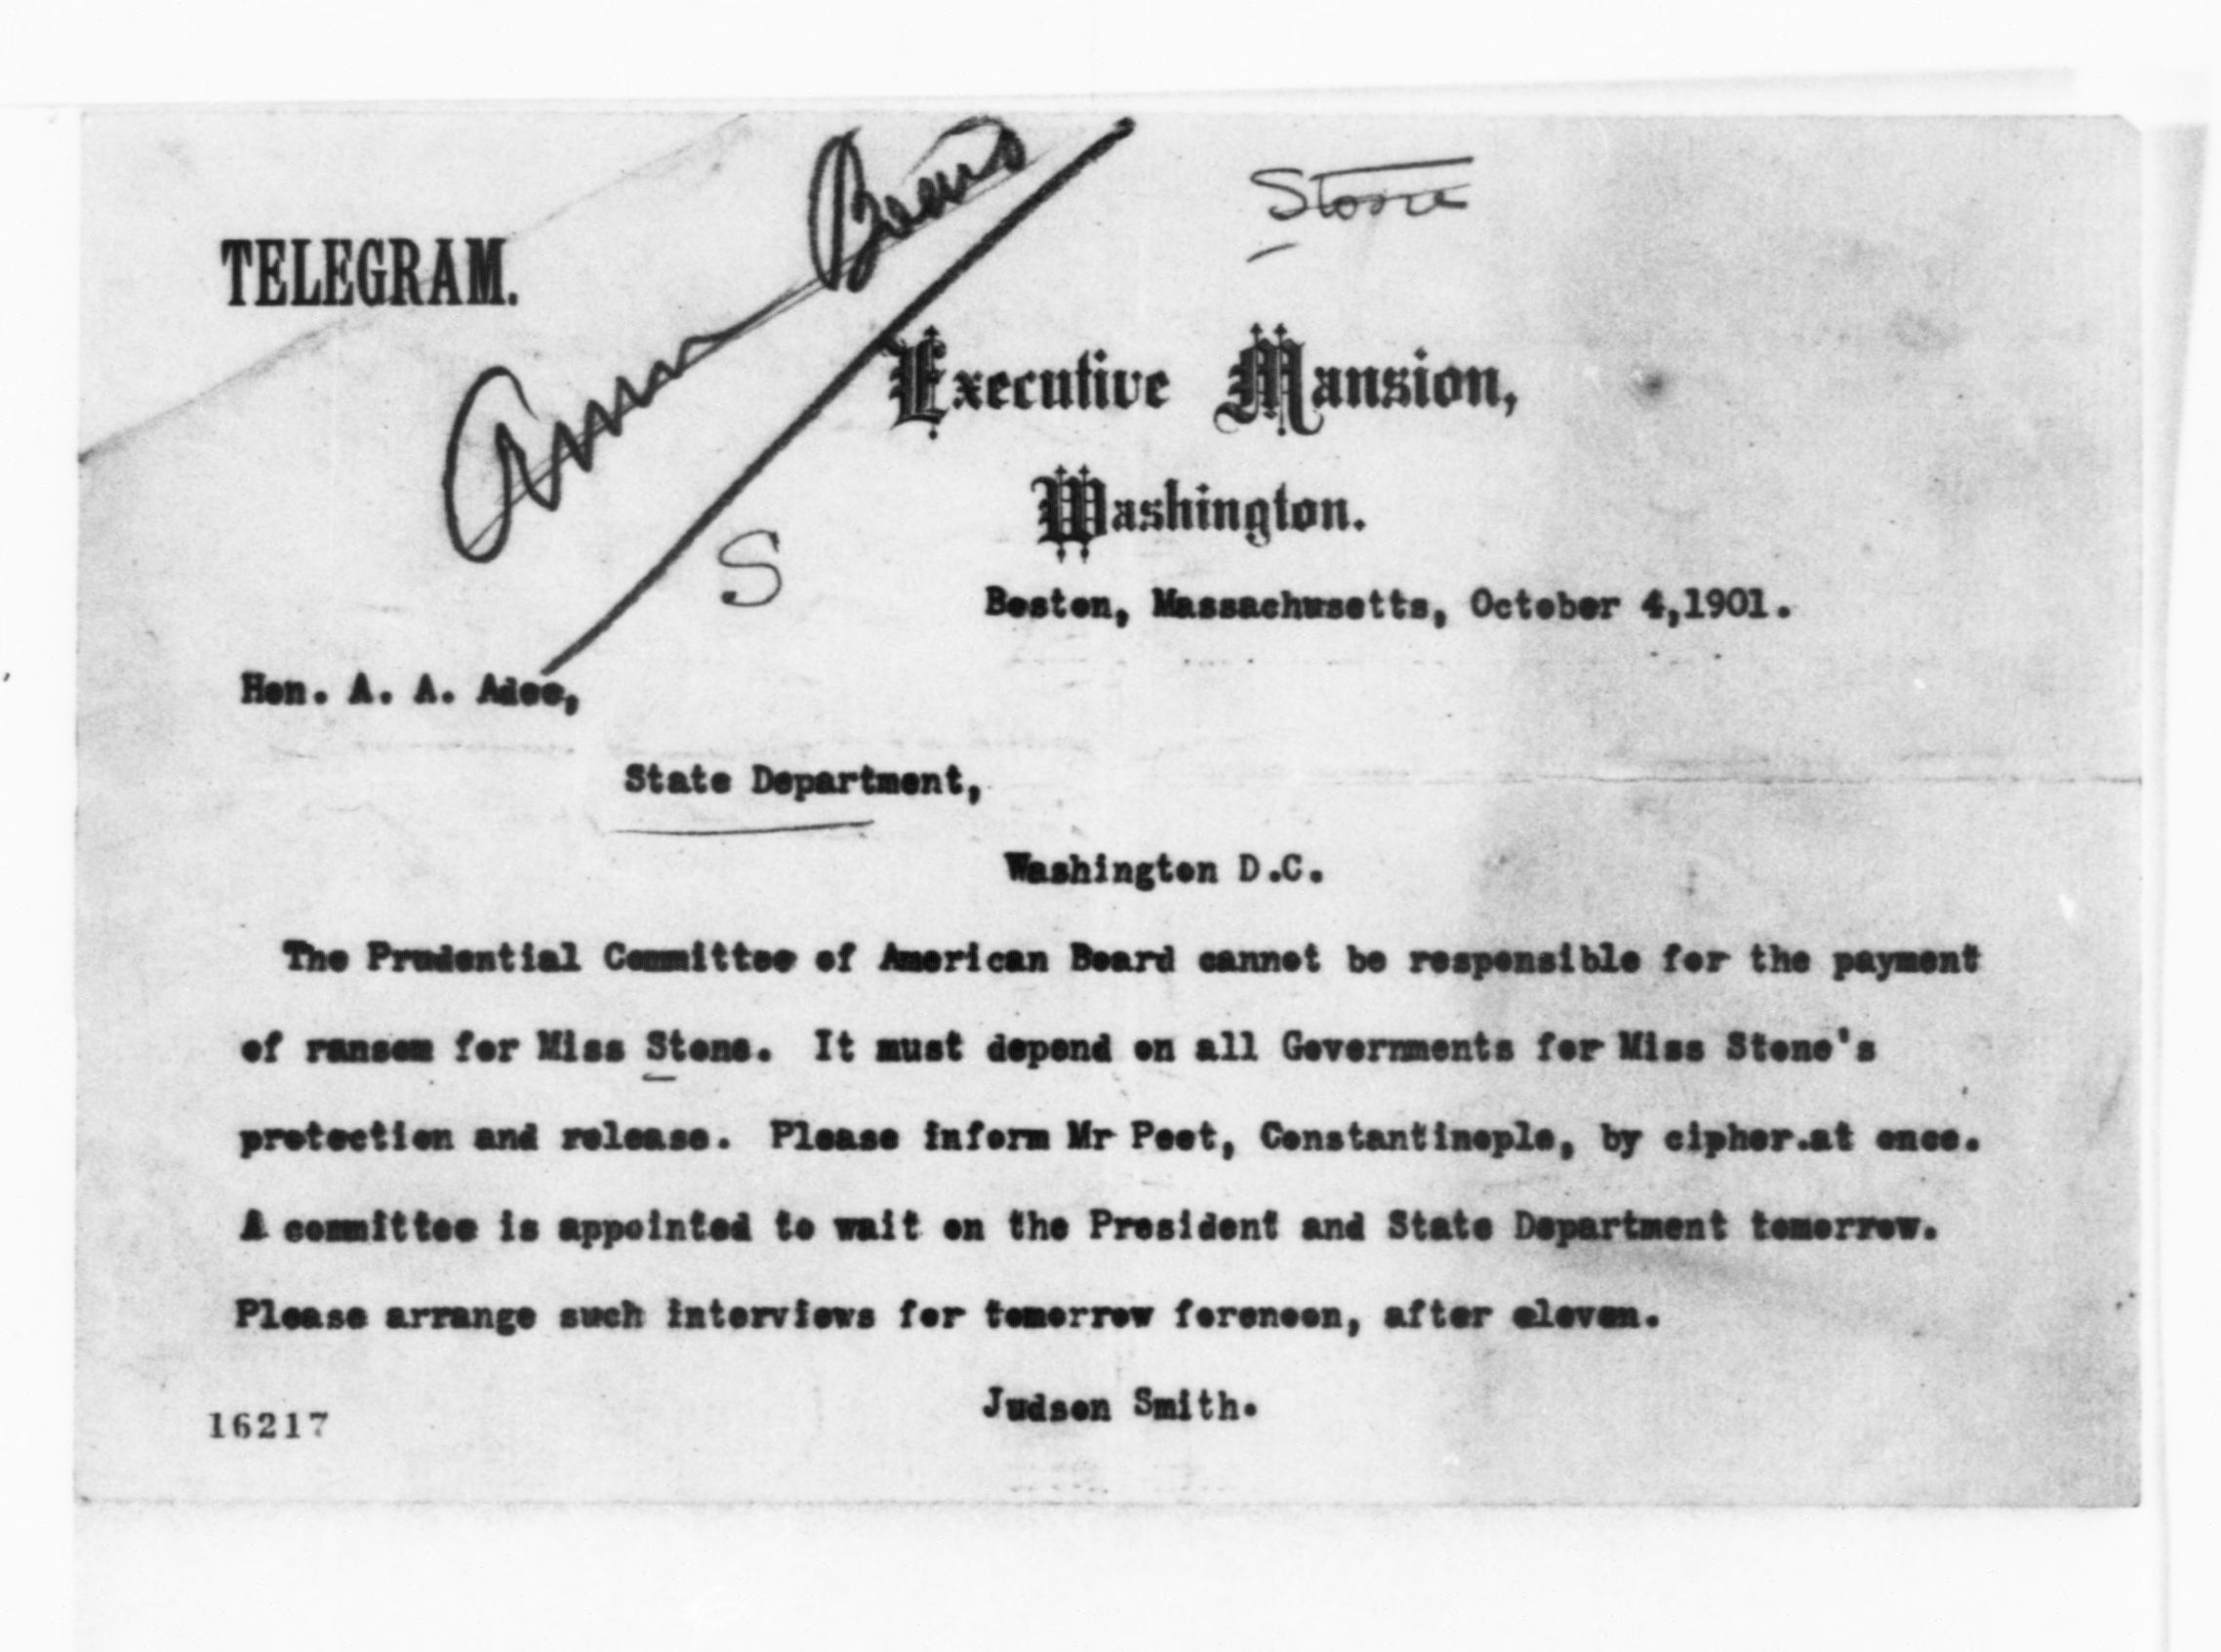 Stone
TELEGRAM.
Executive Mansion,
Washington.
S
Boston, Massachusetts, October 4,1901.
Hon. A. A. Adee,
State Department,
Washington D.C.
The Prudential Committee of American Board cannot be responsible for the payment
of ransom for Miss Stone. It must depend on all Governments for Miss Stone's
protection and release. Please inform Mr Peet, Constantinople, by cipher.at once.
A committee is appointed to wait on the President and State Department tomorrow.
Please arrange such interviews for tomorrow forenoon, after eleven.
Judson Smith.
16217